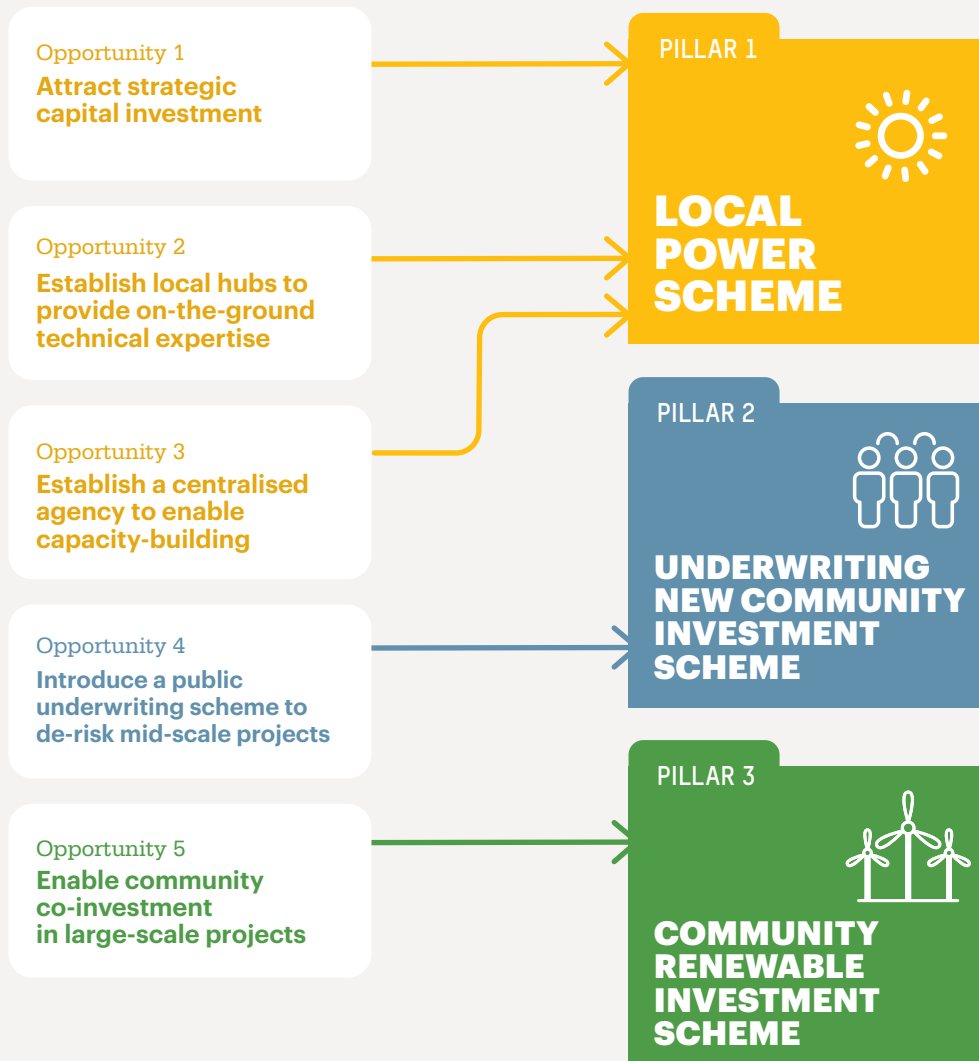 Opportunity 1
Attract strategic
capital investment
Opportunity 2
Establish local hubs to
provide on-the-ground
technical expertise
Opportunity 3
Establish a centralised
agency to enable
capacity-building
Opportunity 4
Introduce a public
underwriting scheme to
de-risk mid-scale projects
Opportunity 5
Enable community
co-investment
in large-scale projects
PILLAR 1
LOCAL
POWER
SCHEME
PILLAR 2
UNDERWRITING
NEW COMMUNITY
INVESTMENT
SCHEME
PILLAR 3
COMMUNITY
RENEWABLE
INVESTMENT
SCHEME